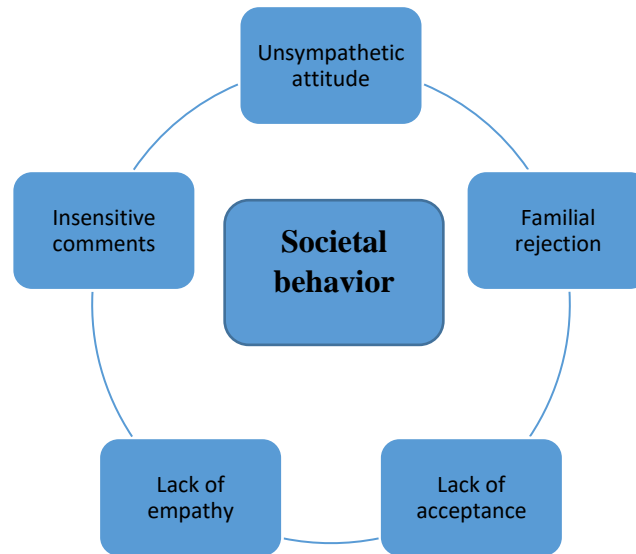 Unsympathetic
attitude
Insensitive
comments
Familial
rejection
Societal
behavior
Lack of
empathy
Lack of
acceptance